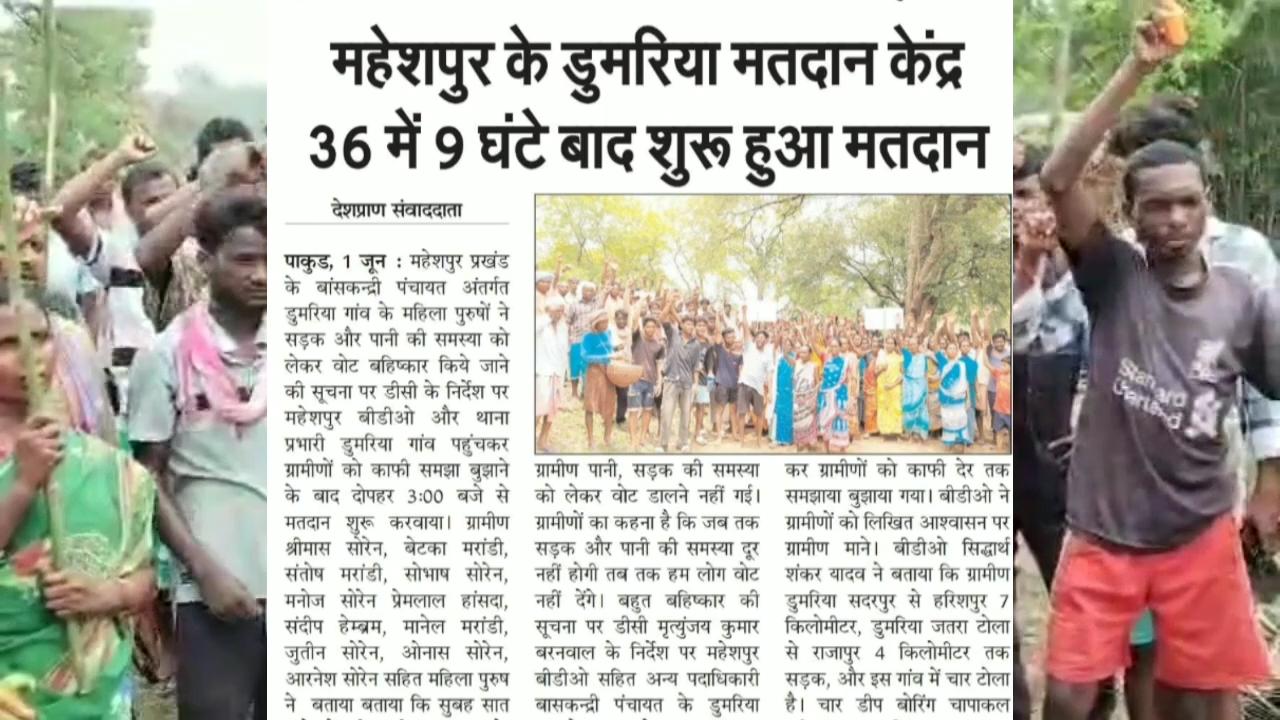 महेशपुर के डुमरिया मतदान केंद्र
36 में 9 घंटे बाद शुरू हुआ मतदान
देशप्राण संवाददाता
पाकुड, 1 जून : महेशपुर प्रखंड
के बांसकन्द्री पंचायत अंतर्गत
डुमरिया गांव के महिला पुरुषों ने
सड़क और पानी की समस्या को
लेकर वोट बहिष्कार किये जाने
की सूचना पर डीसी के निर्देश पर
महेशपुर बीडीओ और थाना
प्रभारी डुमरिया गांव पहुंचकर
ग्रामीणों को काफी समझा बुझाने
के बाद दोपहर 3:00 बजे से
मतदान शुरू करवाया। ग्रामीण
श्रीमास सोरेन, बेटका मरांडी,
संतोष मरांडी, सोभाष सोरेन,
मनोज सोरेन प्रेमलाल हांसदा,
संदीप हेम्ब्रम, मानेल मरांडी,
जुतीन सोरेन, ओनास सोरेन,
आरनेश सोरेन सहित महिला पुरुष
ने बताया बताया कि सुबह सात
ग्रामीण पानी, सड़क की समस्या
को लेकर वोट डालने नहीं गई।
ग्रामीणों का कहना है कि जब तक
सड़क और पानी की समस्या दूर
नहीं होगी तब तक हम लोग वोट
नहीं देंगे। बहुत बहिष्कार की
सूचना पर डीसी मृत्युंजय कुमार
बरनवाल के निर्देश पर महेशपुर
बीडीओ सहित अन्य पदाधिकारी
बासकन्द्री पंचायत के डुमरिया
कर ग्रामीणों को काफी देर तक
समझाया बुझाया गया। बीडीओ ने
ग्रामीणों को लिखित आश्वासन पर
ग्रामीण माने। बीडीओ सिद्धार्थ
शंकर यादव ने बताया कि ग्रामीण
डुमरिया सदरपुर से हरिशपुर 7
किलोमीटर, डुमरिया जतरा टोला
से राजापुर 4 किलोमीटर तक
सड़क, और इस गांव में चार टोला
है। चार डीप बोरिंग चापाकल
Standard
Chartered